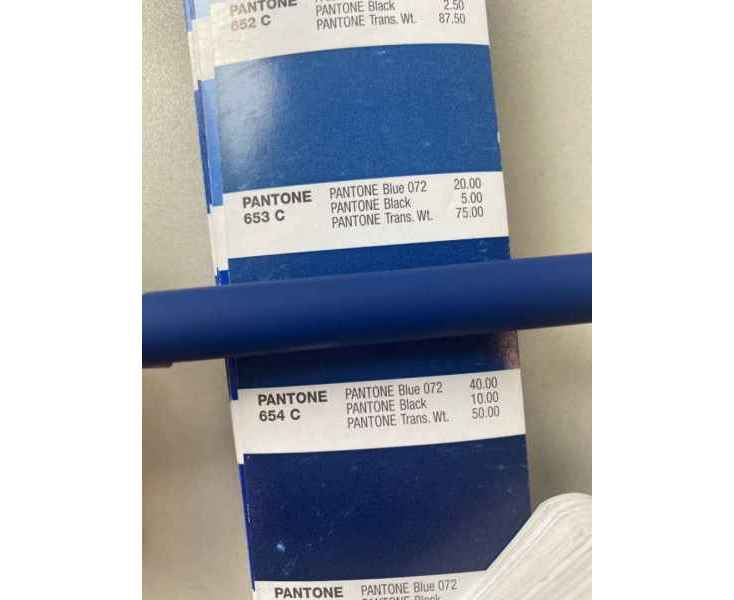 PANTONE
652 C
PANTONE Black 2.50
PANTONE Trans. Wt. 87.50
PANTONE
653 C
PANTONE Blue 072 20.00
PANTONE Black 5.00
PANTONE Trans. Wt. 75.00
PANTONE
654 C
PANTONE Blue 072 40.00
PANTONE Black 10.00
PANTONE Trans. Wt. 50.00
PANTONE
PANTONE Blue 072
PANTONE Black